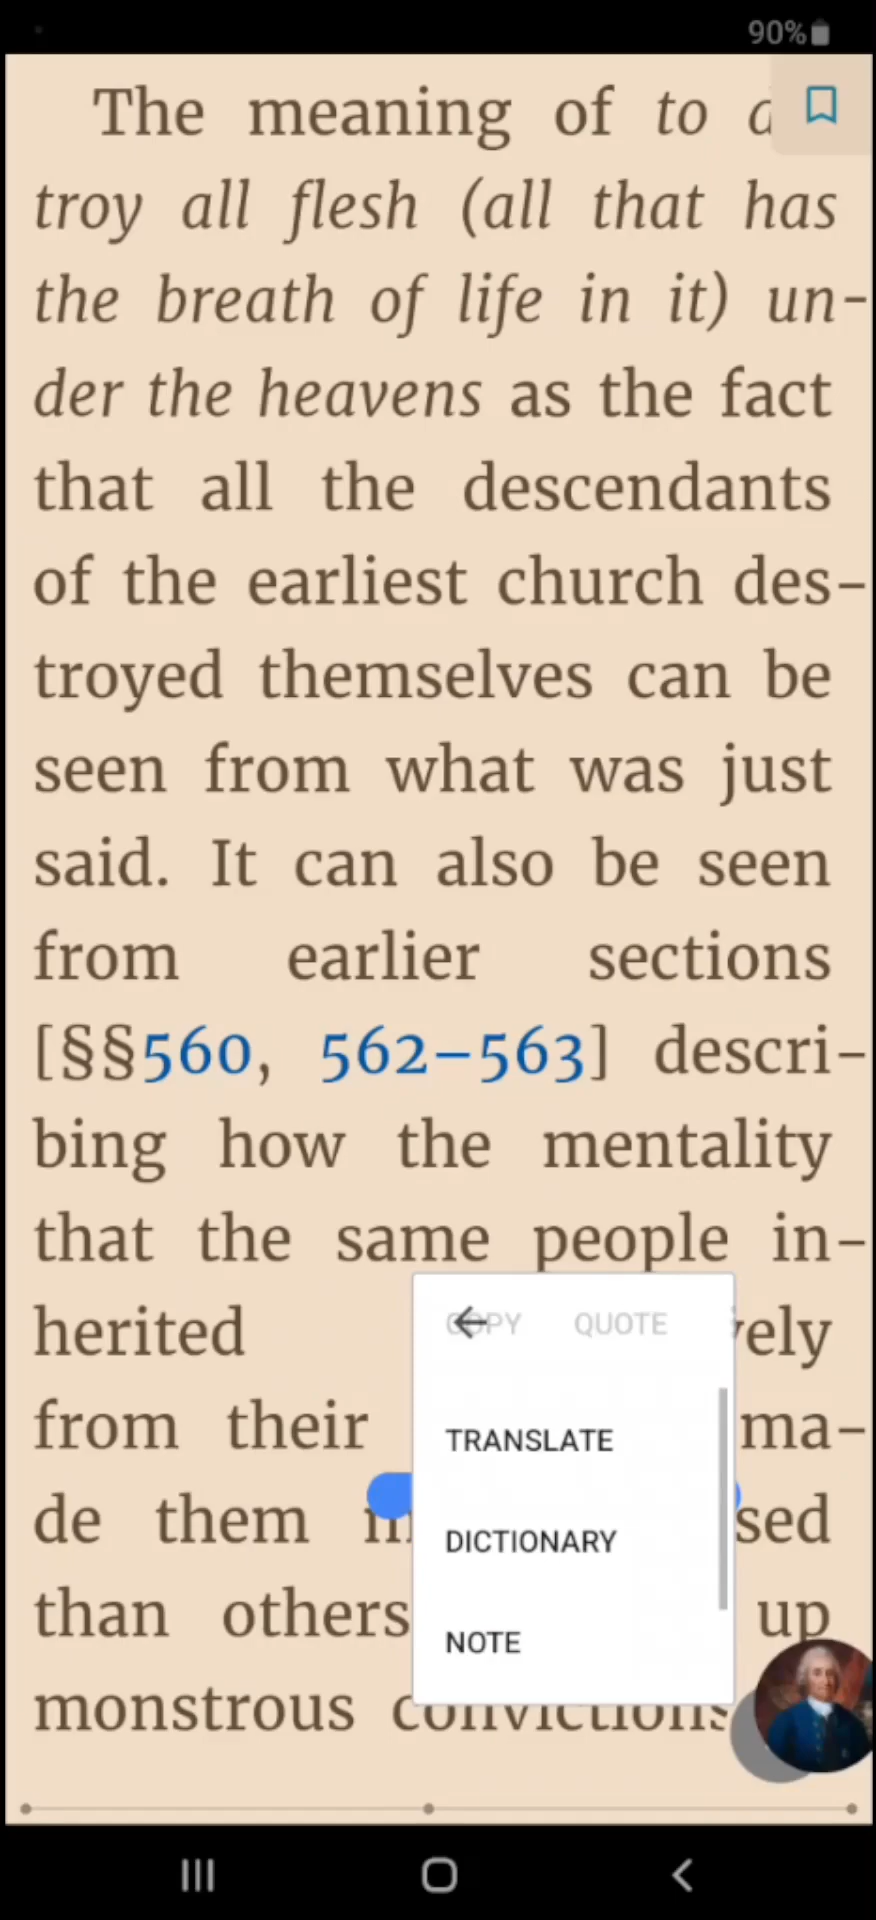 90%
The meaning of to d
troy all flesh (all that has
the breath of life in it) un-
der the heavens as the fact
that all the descendants
of the earliest church des-
troyed themselves can be
seen from what was just
said. It can also be seen
from earlier sections
[§§560, 562–563] descri-
bing how the mentality
that the same people in-
herited vely
COPY QUOTE
from their ma-
TRANSLATE
de them sed
DICTIONARY
than others up
NOTE
monstrous convictions